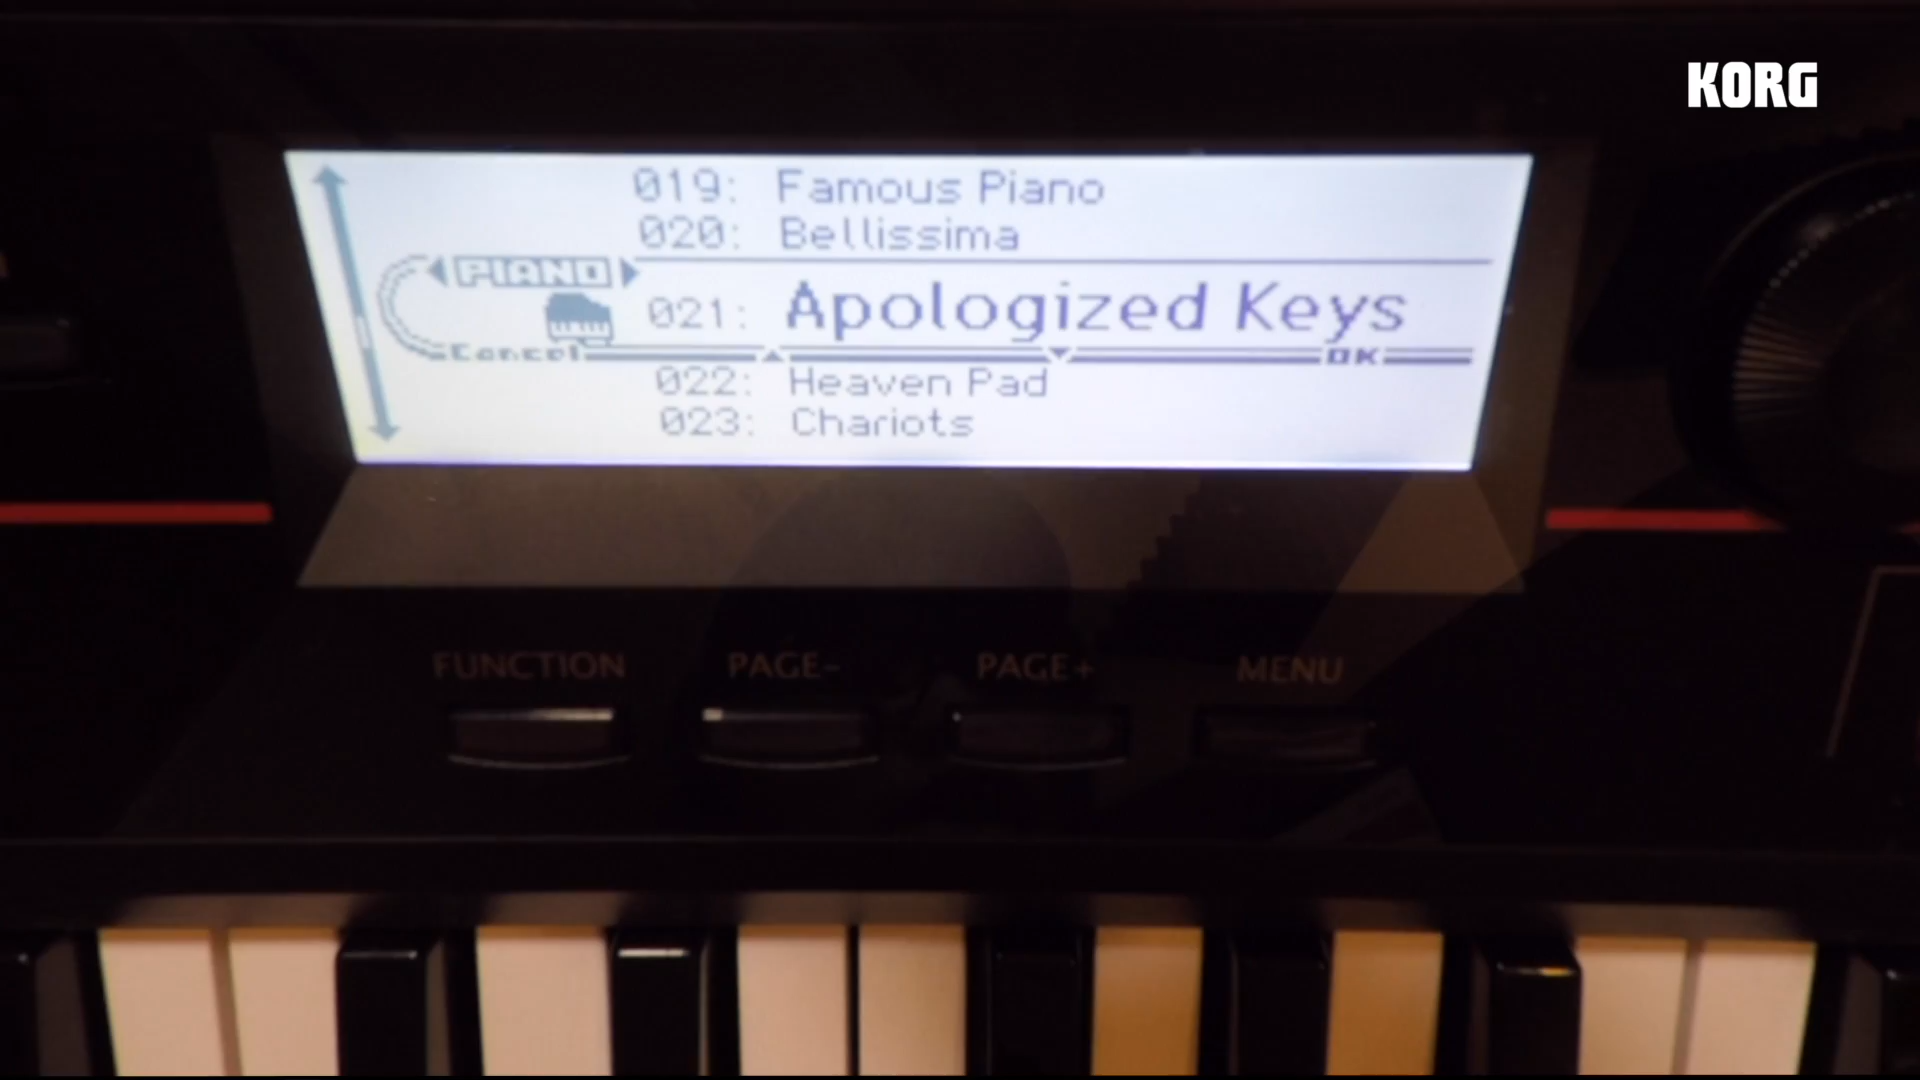 KORG
019: Famous Piano
020: Bellissima
PIANO
021: Apologized Keys
Cancel OK
022: Heaven Pad
023: Chariots
FUNCTION PAGE- PAGE+ MENU